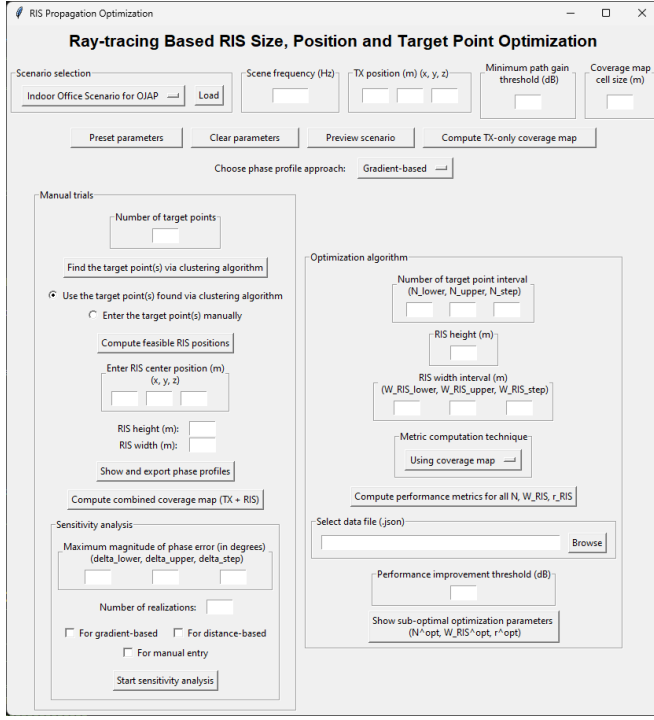 RIS Propagation Optimization
Ray-tracing Based RIS Size, Position and Target Point Optimization
Scenario selection
Indoor Office Scenario for OJAP
Load
Scene frequency (Hz)
TX position (m) (x, y, z)
Minimum path gain
threshold (dB)
Coverage map
cell size (m)
Preset parameters
Clear parameters
Preview scenario
Compute TX-only coverage map
Choose phase profile approach:
Gradient-based
Manual trials
Number of target points
Find the target point(s) via clustering algorithm
Use the target point(s) found via clustering algorithm
Enter the target point(s) manually
Compute feasible RIS positions
Enter RIS center position (m)
(x, y, z)
RIS height (m):
RIS width (m):
Show and export phase profiles
Compute combined coverage map (TX + RIS)
Sensitivity analysis
Maximum magnitude of phase error (in degrees)
(delta_lower, delta_upper, delta_step)
Number of realizations:
For gradient-based
For distance-based
For manual entry
Start sensitivity analysis
Optimization algorithm
Number of target point interval
(N_lower, N_upper, N_step)
RIS height (m)
RIS width interval (m)
(W_RIS_lower, W_RIS_upper, W_RIS_step)
Metric computation technique
Using coverage map
Compute performance metrics for all N, W_RIS, r_RIS
Select data file (.json)
Browse
Performance improvement threshold (dB)
Show sub-optimal optimization parameters
(N^opt, W_RIS^opt, r^opt)